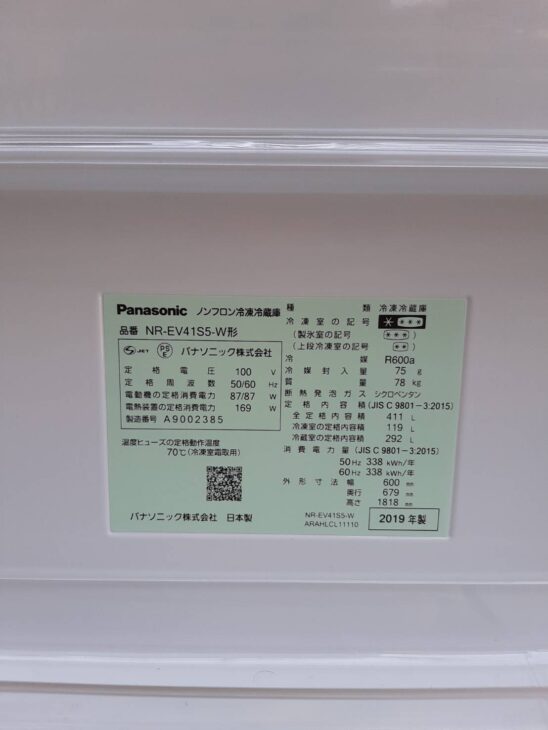 Panasonic ノンフロン冷凍冷蔵庫
品番 NR-EV41S5-W形
JET PSE パナソニック株式会社
定格電圧 100 V
定格周波数 50/60 Hz
電動機の定格消費電力 87/87 W
電熱装置の定格消費電力 169 W
製造番号 A9002385
温度ヒューズの定格動作温度
70℃(冷凍室霜取用)
パナソニック株式会社 日本製
種類 冷凍冷蔵庫
冷凍室の記号 ＊ ＊＊＊
(製氷室の記号 ＊＊＊ )
(上段冷凍室の記号 ＊＊ )
冷媒 R600a
冷媒封入量 75 g
質量 78 kg
断熱発泡ガス シクロペンタン
定格内容積 (JIS C 9801-3:2015)
全定格内容積 411 L
冷凍室の定格内容積 119 L
冷蔵室の定格内容積 292 L
消費電力量 (JIS C 9801-3:2015)
50Hz 338 kWh/年
60Hz 338 kWh/年
外形寸法 幅 600 mm
奥行 679 mm
高さ 1818 mm
NR-EV41S5-W
ARAHLCL11110
2019 年製